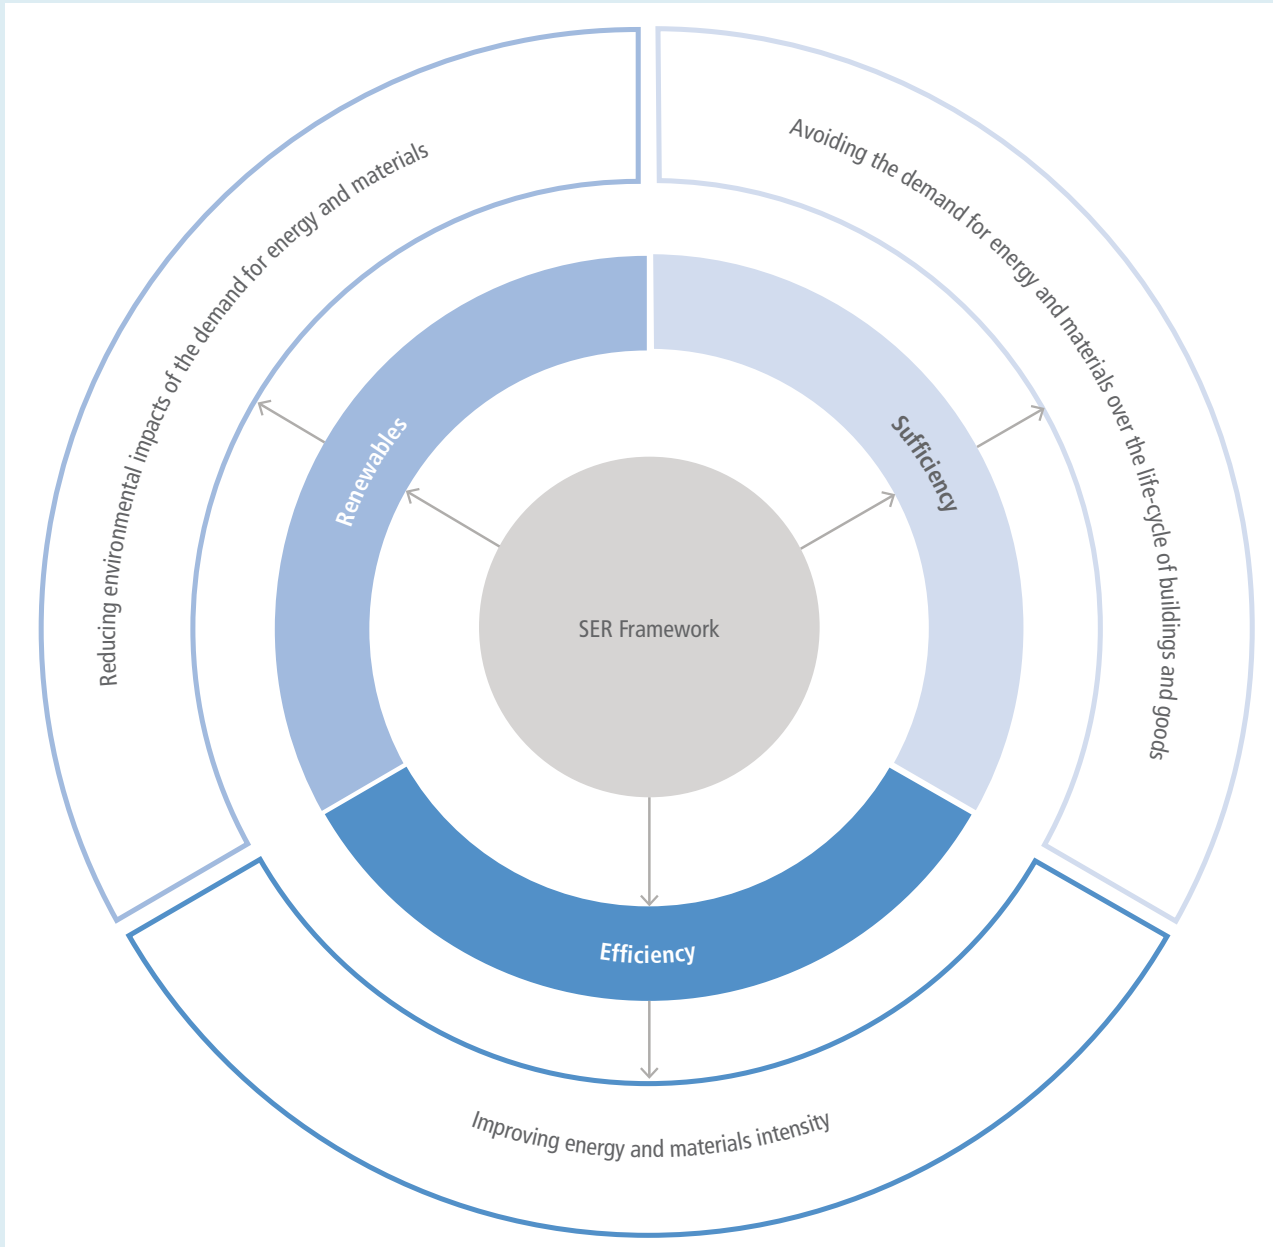 SER Framework
Sufficiency
Avoiding the demand for energy and materials over the life-cycle of buildings and goods
Efficiency
Improving energy and materials intensity
Renewables
Reducing environmental impacts of the demand for energy and materials